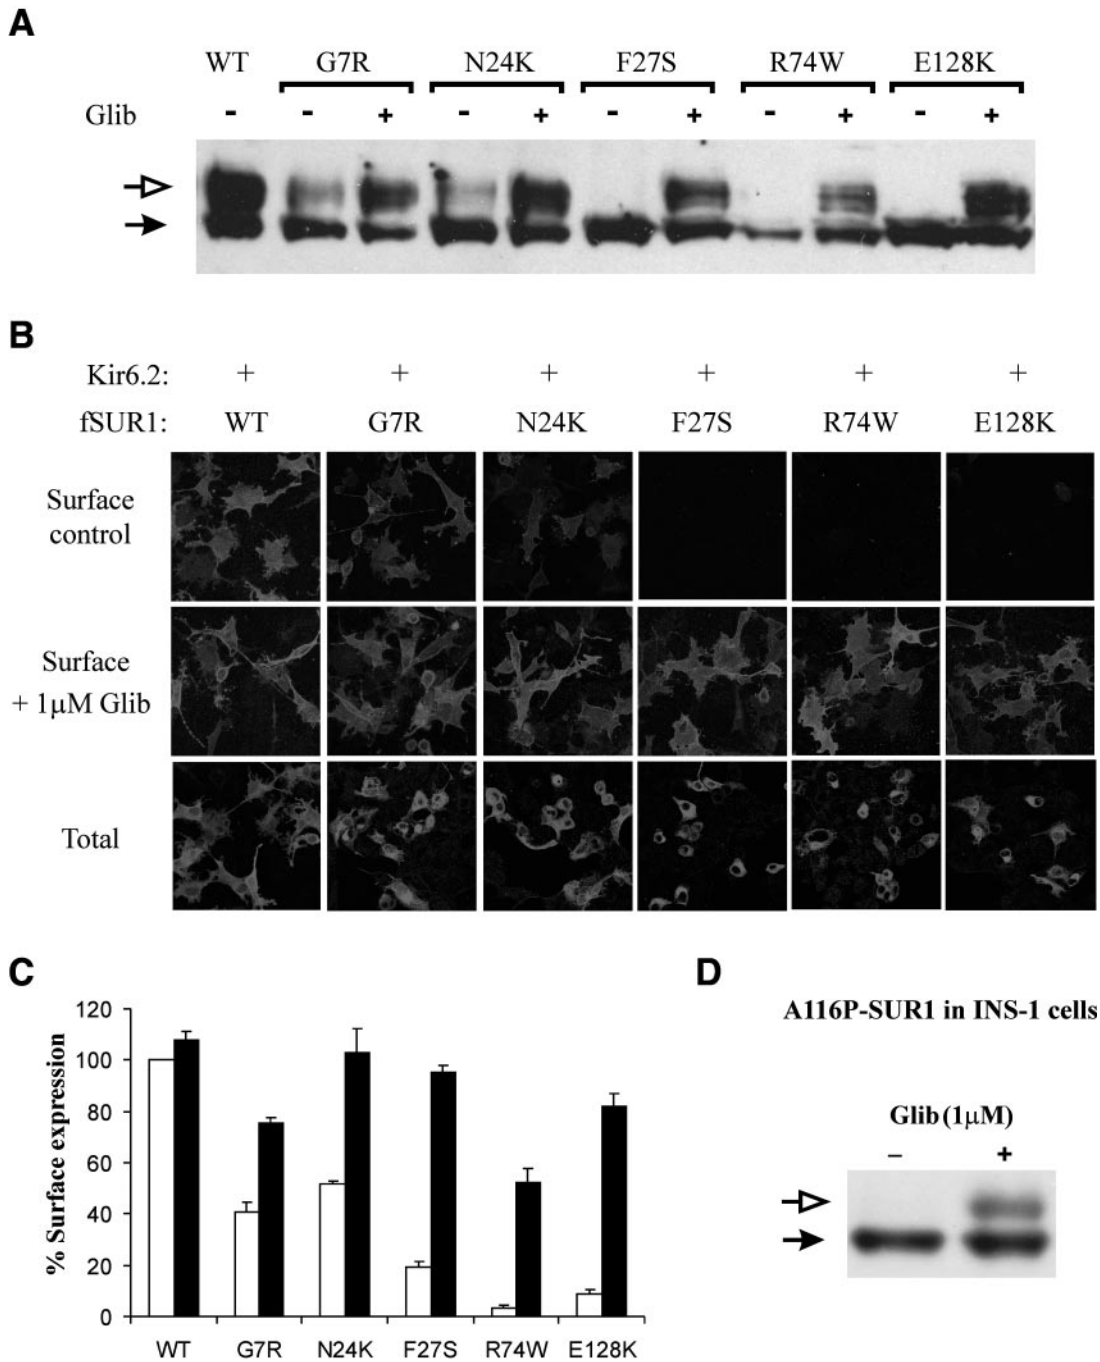 A
WT G7R N24K F27S R74W E128K
Glib - - + - + - + - + - +
B
Kir6.2: + + + + + +
fSUR1: WT G7R N24K F27S R74W E128K
Surface
control
Surface
+ 1μM Glib
Total
C
% Surface expression
120
100
80
60
40
20
0
WT G7R N24K F27S R74W E128K
D
A116P-SUR1 in INS-1 cells
Glib (1μM)
− +